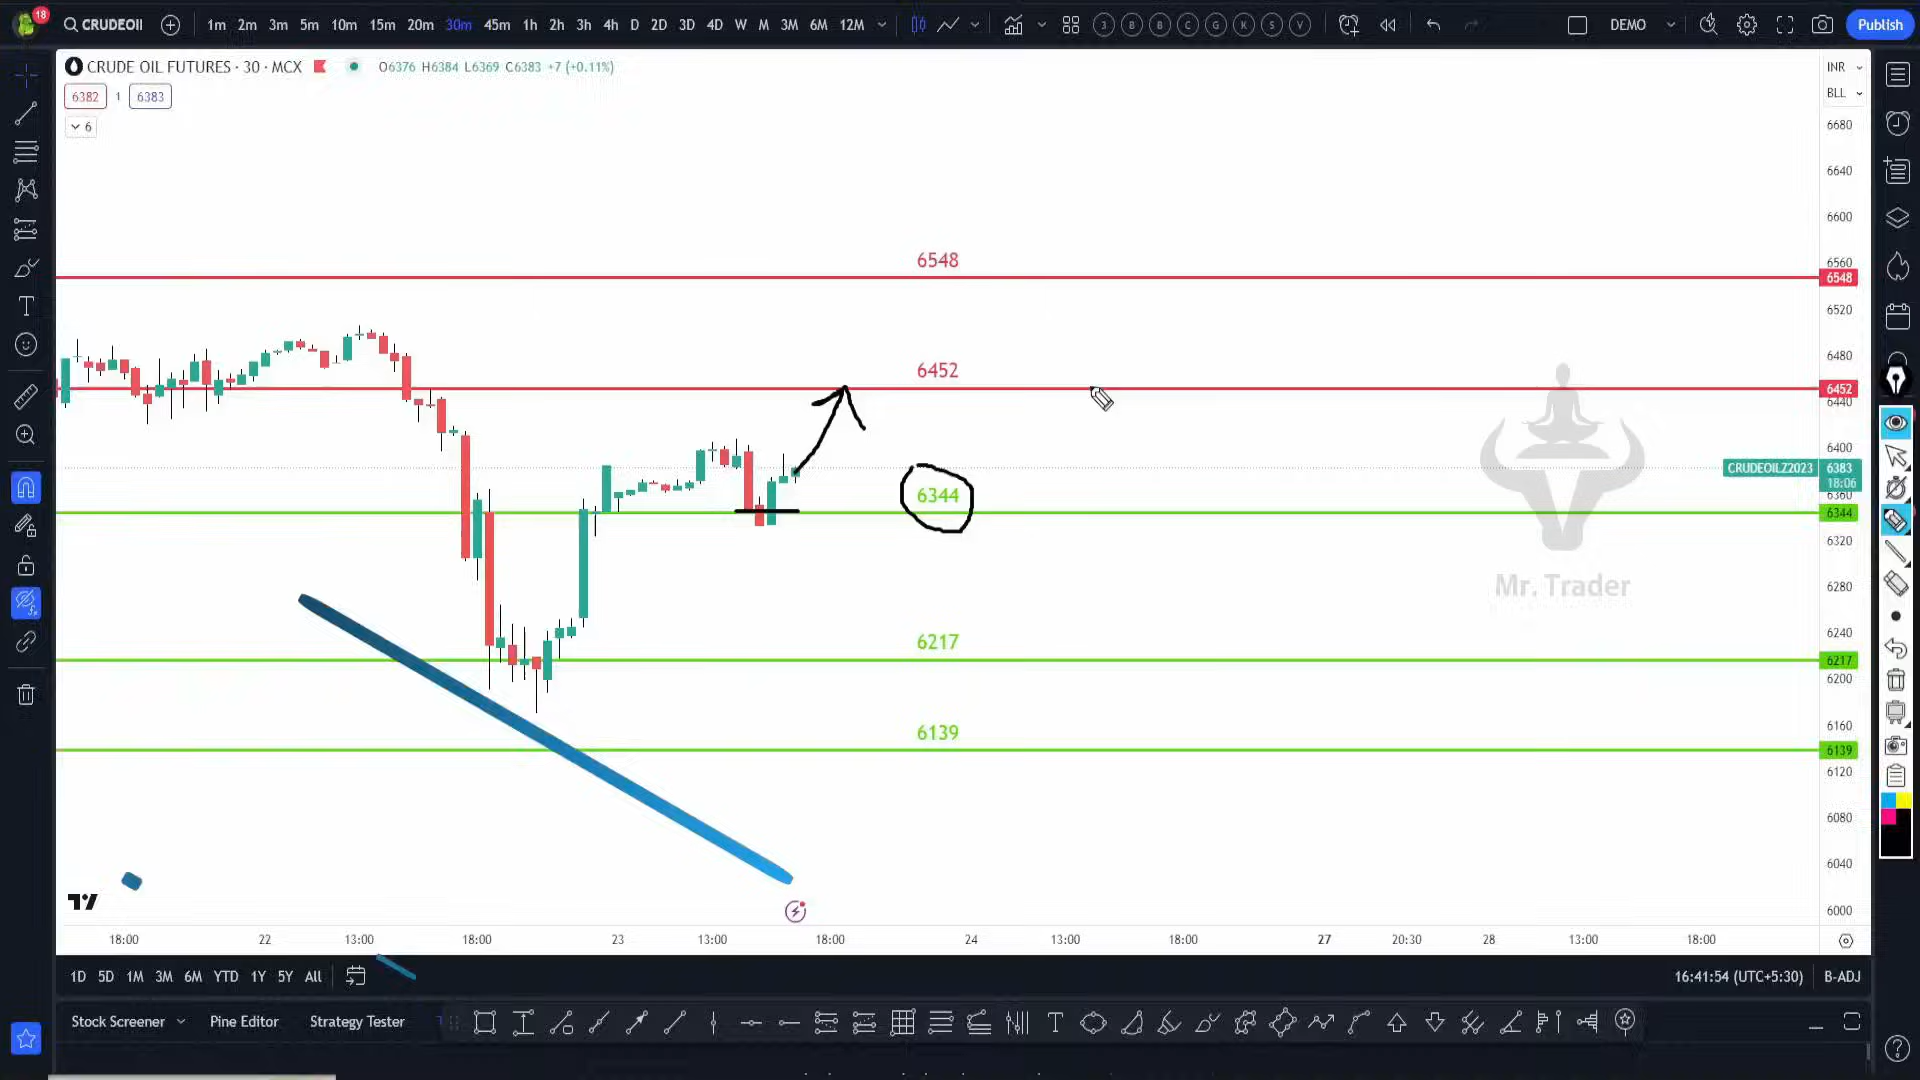 18
CRUDEOII 1m 2m 3m 5m 10m 15m 20m 30m 45m 1h 2h 3h 4h D 2D 3D 4D W M 3M 6M 12M 3 B B C G K S V DEMO Publish
CRUDE OIL FUTURES · 30 · MCX O6376 H6384 L6369 C6383 +7 (+0.11%)
6382 1 6383
6
INR
BLL
6680
6640
6600
6560
6548 6548
6520
6480
6452 6452
6440
6400
CRUDEOILZ2023 6383
18:06
6360
6344 6344
6320
6280
Mr. Trader
6240
6217 6217
6200
6160
6139 6139
6120
6080
6040
6000
18:00 22 13:00 18:00 23 13:00 18:00 24 13:00 18:00 27 20:30 28 13:00 18:00
1D 5D 1M 3M 6M YTD 1Y 5Y All 16:41:54 (UTC+5:30) B-ADJ
Stock Screener Pine Editor Strategy Tester